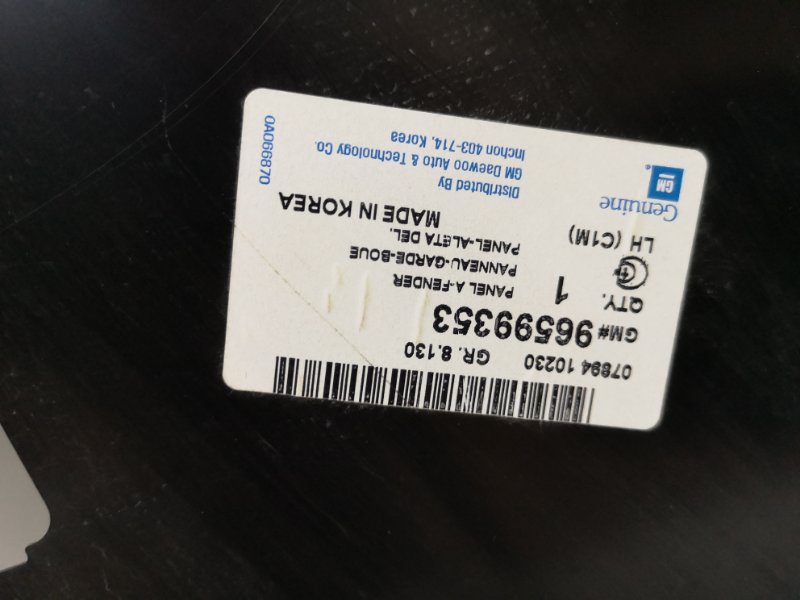 07894 10230 GR. 8.130
GM# 96599353
QTY. 1
PANEL A-FENDER
PANNEAU-GARDE-BOUE
PANEL-ALETA DEL.
LH (C1M)
MADE IN KOREA
Genuine
GM
Distributed By
GM Daewoo Auto & Technology Co.
Inchon 403-714, Korea
0A066870